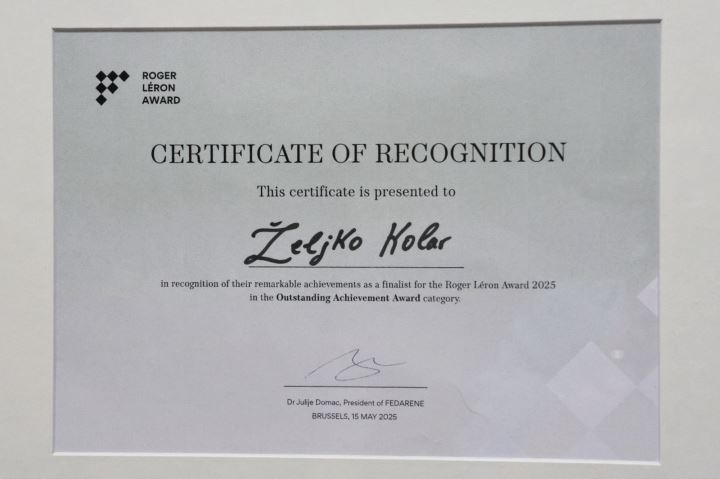 ROGER
LÉRON
AWARD
CERTIFICATE OF RECOGNITION
This certificate is presented to
Željko Kolar
in recognition of their remarkable achievements as a finalist for the Roger Léron Award 2025
in the Outstanding Achievement Award category.
Dr Julije Domac, President of FEDARENE
BRUSSELS, 15 MAY 2025